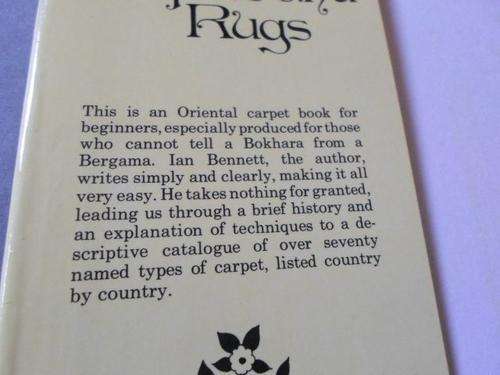 Rugs
This is an Oriental carpet book for
beginners, especially produced for those
who cannot tell a Bokhara from a
Bergama. Ian Bennett, the author,
writes simply and clearly, making it all
very easy. He takes nothing for granted,
leading us through a brief history and
an explanation of techniques to a de-
scriptive catalogue of over seventy
named types of carpet, listed country
by country.